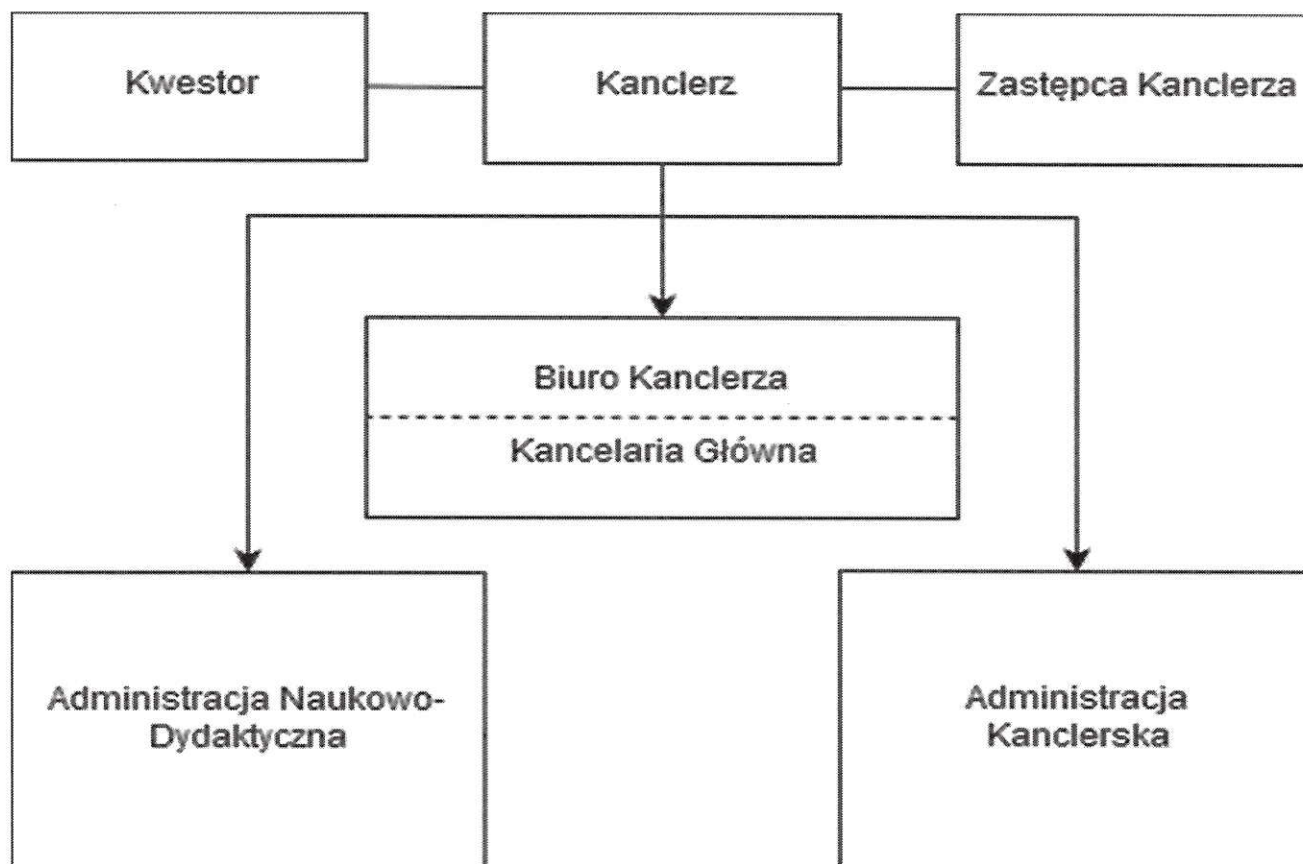 Kwestor
Kanclerz
Zastępca Kanclerza
Biuro Kanclerza
Kancelaria Główna
Administracja Naukowo-
Dydaktyczna
Administracja
Kanclerska